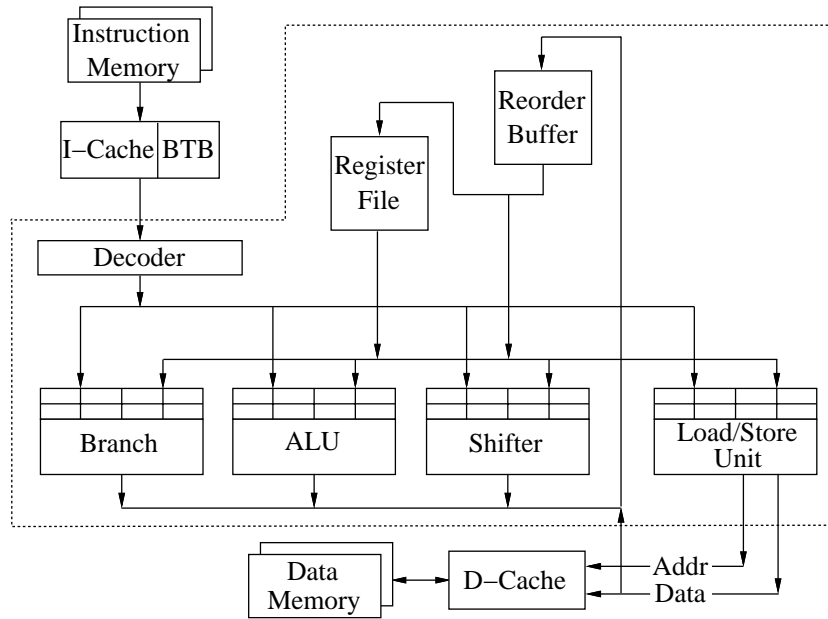 Instruction
Memory
I−Cache
BTB
Reorder
Buffer
Register
File
Decoder
Branch
ALU
Shifter
Load/Store
Unit
Data
Memory
D−Cache
Addr
Data